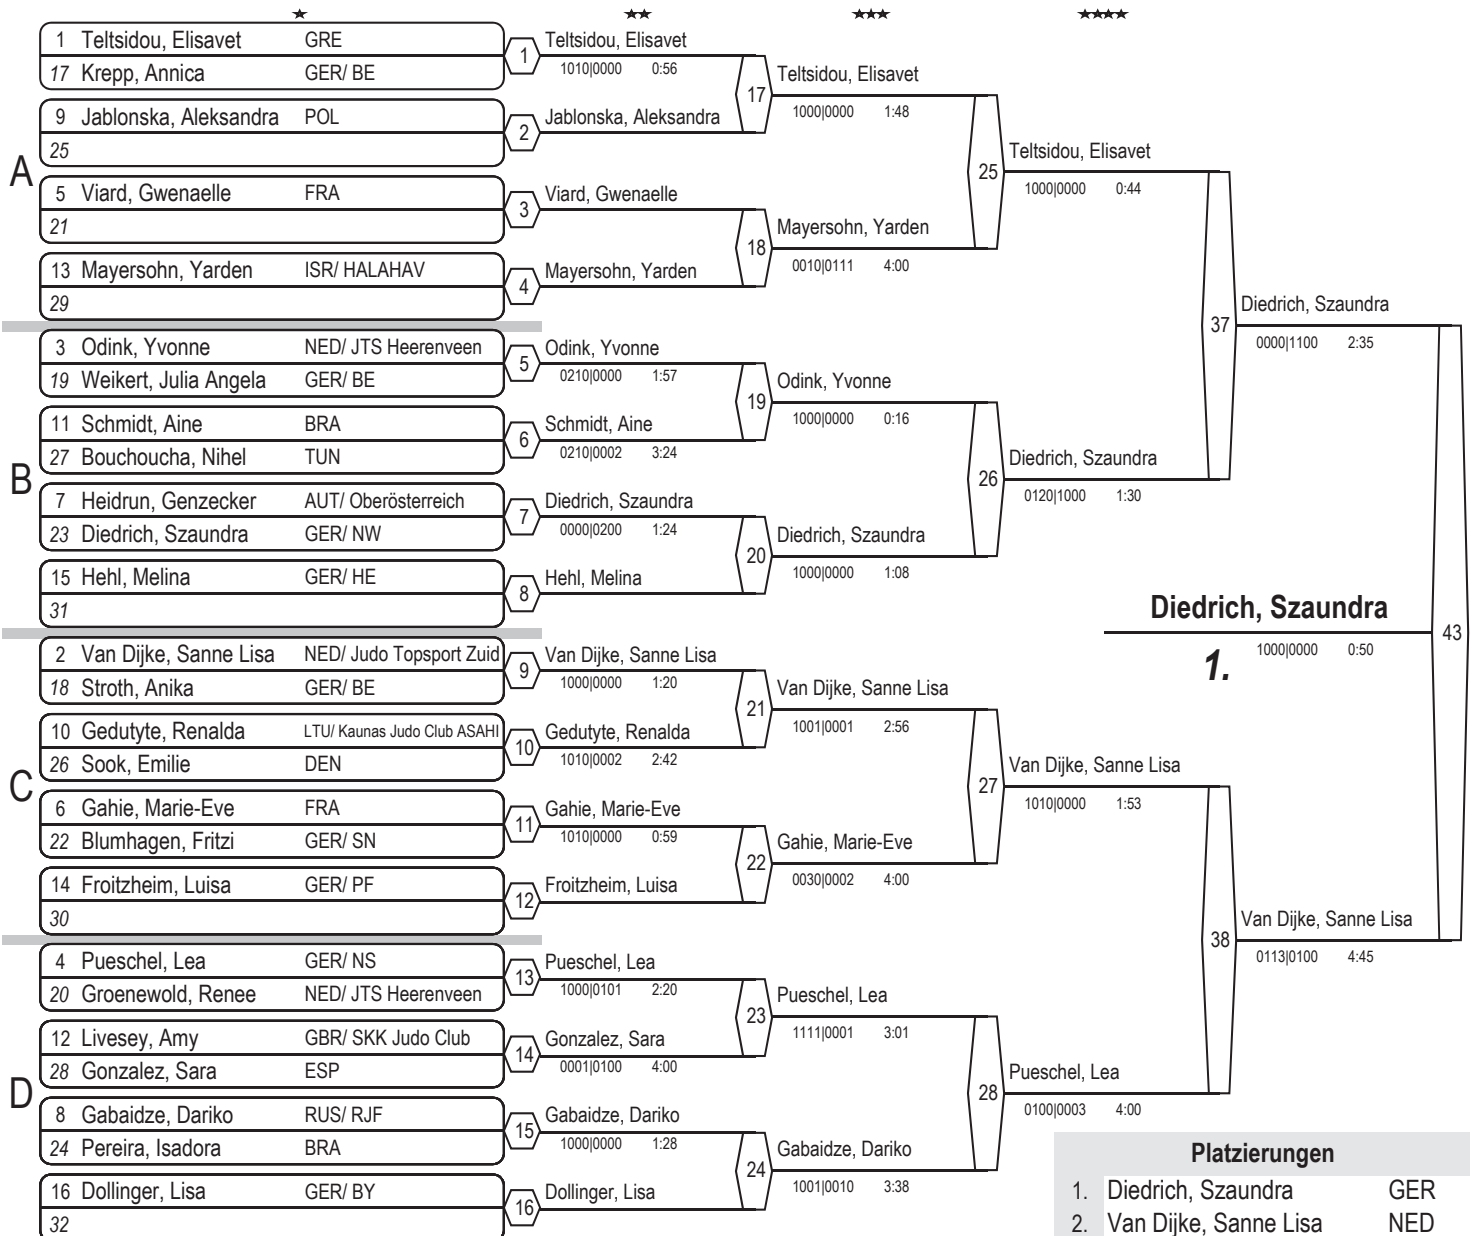 ★ ★★ ★★★ ★★★★
A
1 Teltsidou, Elisavet GRE
17 Krepp, Annica GER/ BE
9 Jablonska, Aleksandra POL
25
5 Viard, Gwenaelle FRA
21
13 Mayersohn, Yarden ISR/ HALAHAV
29
B
3 Odink, Yvonne NED/ JTS Heerenveen
19 Weikert, Julia Angela GER/ BE
11 Schmidt, Aine BRA
27 Bouchoucha, Nihel TUN
7 Heidrun, Genzecker AUT/ Oberösterreich
23 Diedrich, Szaundra GER/ NW
15 Hehl, Melina GER/ HE
31
C
2 Van Dijke, Sanne Lisa NED/ Judo Topsport Zuid
18 Stroth, Anika GER/ BE
10 Gedutyte, Renalda LTU/ Kaunas Judo Club ASAHI
26 Sook, Emilie DEN
6 Gahie, Marie-Eve FRA
22 Blumhagen, Fritzi GER/ SN
14 Froitzheim, Luisa GER/ PF
30
D
4 Pueschel, Lea GER/ NS
20 Groenewold, Renee NED/ JTS Heerenveen
12 Livesey, Amy GBR/ SKK Judo Club
28 Gonzalez, Sara ESP
8 Gabaidze, Dariko RUS/ RJF
24 Pereira, Isadora BRA
16 Dollinger, Lisa GER/ BY
32
1 Teltsidou, Elisavet
1010|0000 0:56
2 Jablonska, Aleksandra
3 Viard, Gwenaelle
4 Mayersohn, Yarden
5 Odink, Yvonne
0210|0000 1:57
6 Schmidt, Aine
0210|0002 3:24
7 Diedrich, Szaundra
0000|0200 1:24
8 Hehl, Melina
9 Van Dijke, Sanne Lisa
1000|0000 1:20
10 Gedutyte, Renalda
1010|0002 2:42
11 Gahie, Marie-Eve
1010|0000 0:59
12 Froitzheim, Luisa
13 Pueschel, Lea
1000|0101 2:20
14 Gonzalez, Sara
0001|0100 4:00
15 Gabaidze, Dariko
1000|0000 1:28
16 Dollinger, Lisa
17 Teltsidou, Elisavet
1000|0000 1:48
18 Mayersohn, Yarden
0010|0111 4:00
19 Odink, Yvonne
1000|0000 0:16
20 Diedrich, Szaundra
1000|0000 1:08
21 Van Dijke, Sanne Lisa
1001|0001 2:56
22 Gahie, Marie-Eve
0030|0002 4:00
23 Pueschel, Lea
1111|0001 3:01
24 Gabaidze, Dariko
1001|0010 3:38
25 Teltsidou, Elisavet
1000|0000 0:44
26 Diedrich, Szaundra
0120|1000 1:30
27 Van Dijke, Sanne Lisa
1010|0000 1:53
28 Pueschel, Lea
0100|0003 4:00
37 Diedrich, Szaundra
0000|1100 2:35
38 Van Dijke, Sanne Lisa
0113|0100 4:45
Diedrich, Szaundra 43
1. 1000|0000 0:50
Platzierungen
1. Diedrich, Szaundra GER
2. Van Dijke, Sanne Lisa NED